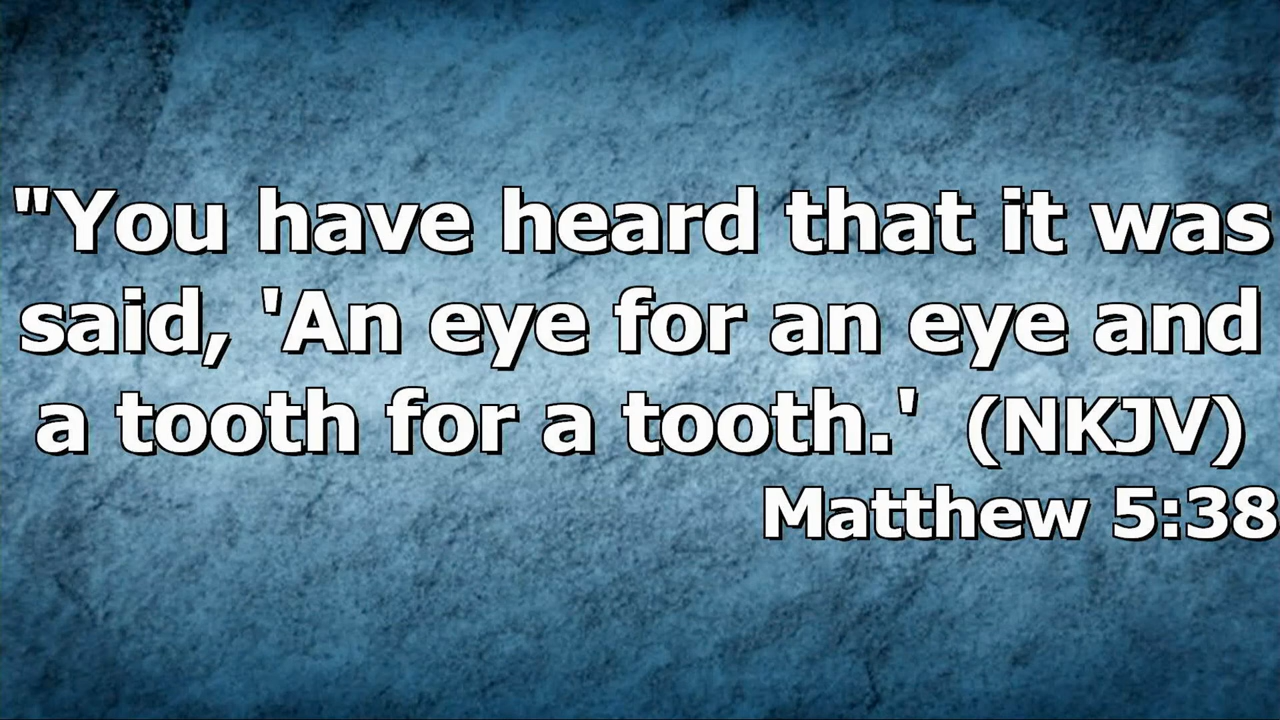 "You have heard that it was
said, 'An eye for an eye and
a tooth for a tooth.' (NKJV)
Matthew 5:38